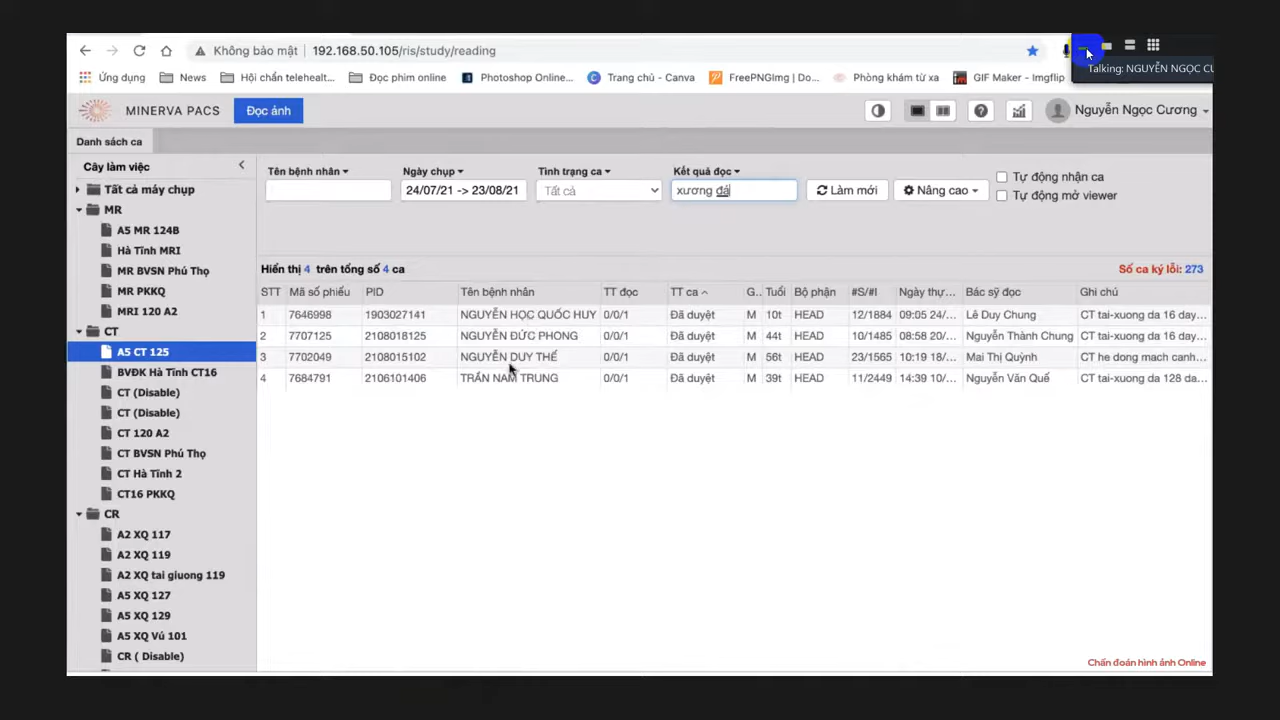 Không bảo mật 192.168.50.105/ris/study/reading
Talking: NGUYỄN NGỌC CU
Ứng dụng News Hội chẩn telehealt... Đọc phim online Photoshop Online... Trang chủ - Canva FreePNGImg | Do... Phòng khám từ xa GIF Maker - Imgflip
MINERVA PACS Đọc ảnh Nguyễn Ngọc Cương
Danh sách ca
Cây làm việc
Tất cả máy chụp
MR
A5 MR 124B
Hà Tĩnh MRI
MR BVSN Phú Thọ
MR PKKQ
MRI 120 A2
CT
A5 CT 125
BVĐK Hà Tĩnh CT16
CT (Disable)
CT (Disable)
CT 120 A2
CT BVSN Phú Thọ
CT Hà Tĩnh 2
CT16 PKKQ
CR
A2 XQ 117
A2 XQ 119
A2 XQ tai giuong 119
A5 XQ 127
A5 XQ 129
A5 XQ Vú 101
CR ( Disable)
Tên bệnh nhân Ngày chụp Tình trạng ca Kết quả đọc
24/07/21 -> 23/08/21 Tất cả xương đá Làm mới Nâng cao
Tự động nhận ca
Tự động mở viewer
Hiển thị 4 trên tổng số 4 ca Số ca ký lỗi: 273
STT Mã số phiếu PID Tên bệnh nhân TT đọc TT ca G.. Tuổi Bộ phận #S/#I Ngày thự... Bác sỹ đọc Ghi chú
1 7646998 1903027141 NGUYỄN HỌC QUỐC HUY 0/0/1 Đã duyệt M 10t HEAD 12/1884 09:05 24/... Lê Duy Chung CT tai-xuong da 16 day...
2 7707125 2108018125 NGUYỄN ĐỨC PHONG 0/0/1 Đã duyệt M 44t HEAD 10/1485 08:58 20/... Nguyễn Thành Chung CT tai-xuong da 16 day...
3 7702049 2108015102 NGUYỄN DUY THẾ 0/0/1 Đã duyệt M 56t HEAD 23/1565 10:19 18/... Mai Thị Quỳnh CT he dong mach canh...
4 7684791 2106101406 TRẦN NAM TRUNG 0/0/1 Đã duyệt M 39t HEAD 11/2449 14:39 10/... Nguyễn Văn Quế CT tai-xuong da 128 da...
Chẩn đoán hình ảnh Online